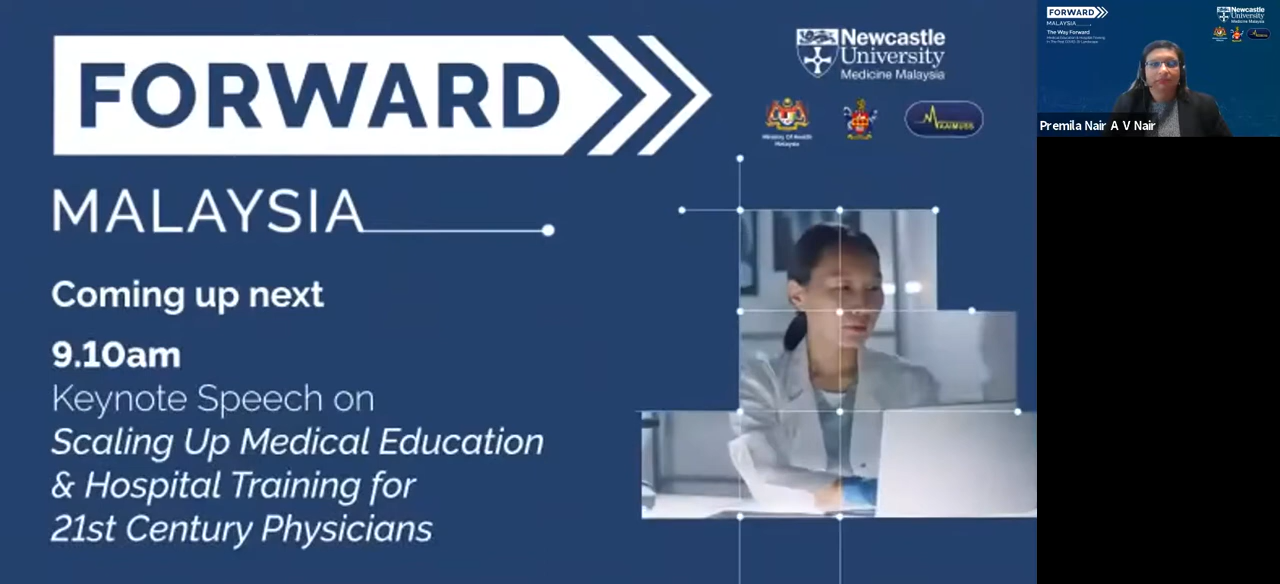 FORWARD
MALAYSIA
Coming up next
9.10am
Keynote Speech on
Scaling Up Medical Education
& Hospital Training for
21st Century Physicians
Newcastle
University
Medicine Malaysia
Ministry Of Health
Malaysia
FORWARD
MALAYSIA
The Way Forward
Newcastle
University
Premila Nair A V Nair